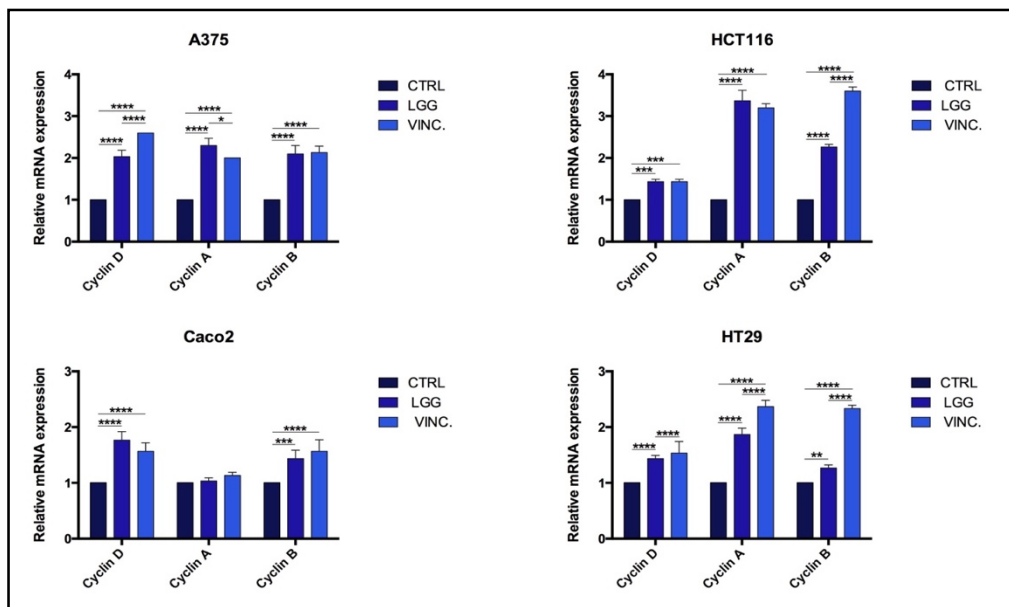 A375
Relative mRNA expression
4
3
2
1
0
****
****
****
****
****
*
****
****
Cyclin D
Cyclin A
Cyclin B
CTRL
LGG
VINC.
HCT116
Relative mRNA expression
4
3
2
1
0
***
***
****
****
****
****
****
Cyclin D
Cyclin A
Cyclin B
CTRL
LGG
VINC.
Caco2
Relative mRNA expression
3
2
1
0
****
****
****
***
Cyclin D
Cyclin A
Cyclin B
CTRL
LGG
VINC.
HT29
Relative mRNA expression
3
2
1
0
****
****
****
****
****
****
****
**
Cyclin D
Cyclin A
Cyclin B
CTRL
LGG
VINC.